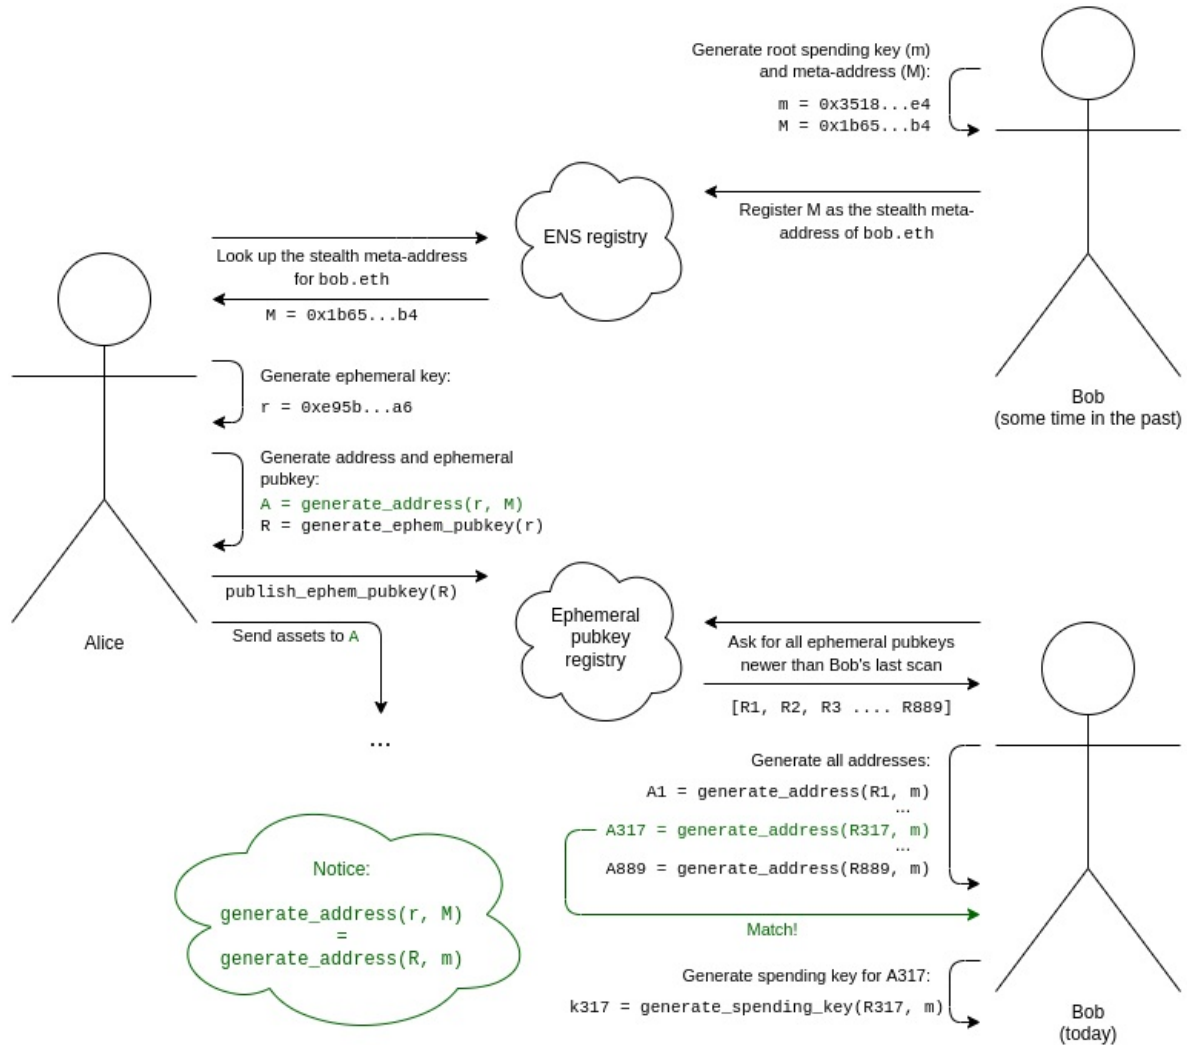 Generate root spending key (m)
and meta-address (M):
m = 0x3518...e4
M = 0x1b65...b4
Register M as the stealth meta-
address of bob.eth
Bob
(some time in the past)
ENS registry
Look up the stealth meta-address
for bob.eth
M = 0x1b65...b4
Generate ephemeral key:
r = 0xe95b...a6
Generate address and ephemeral
pubkey:
A = generate_address(r, M)
R = generate_ephem_pubkey(r)
publish_ephem_pubkey(R)
Send assets to A
...
Alice
Ephemeral
pubkey
registry
Ask for all ephemeral pubkeys
newer than Bob's last scan
[R1, R2, R3 .... R889]
Generate all addresses:
A1 = generate_address(R1, m)
...
A317 = generate_address(R317, m)
...
A889 = generate_address(R889, m)
Match!
Generate spending key for A317:
k317 = generate_spending_key(R317, m)
Bob
(today)
Notice:
generate_address(r, M)
=
generate_address(R, m)